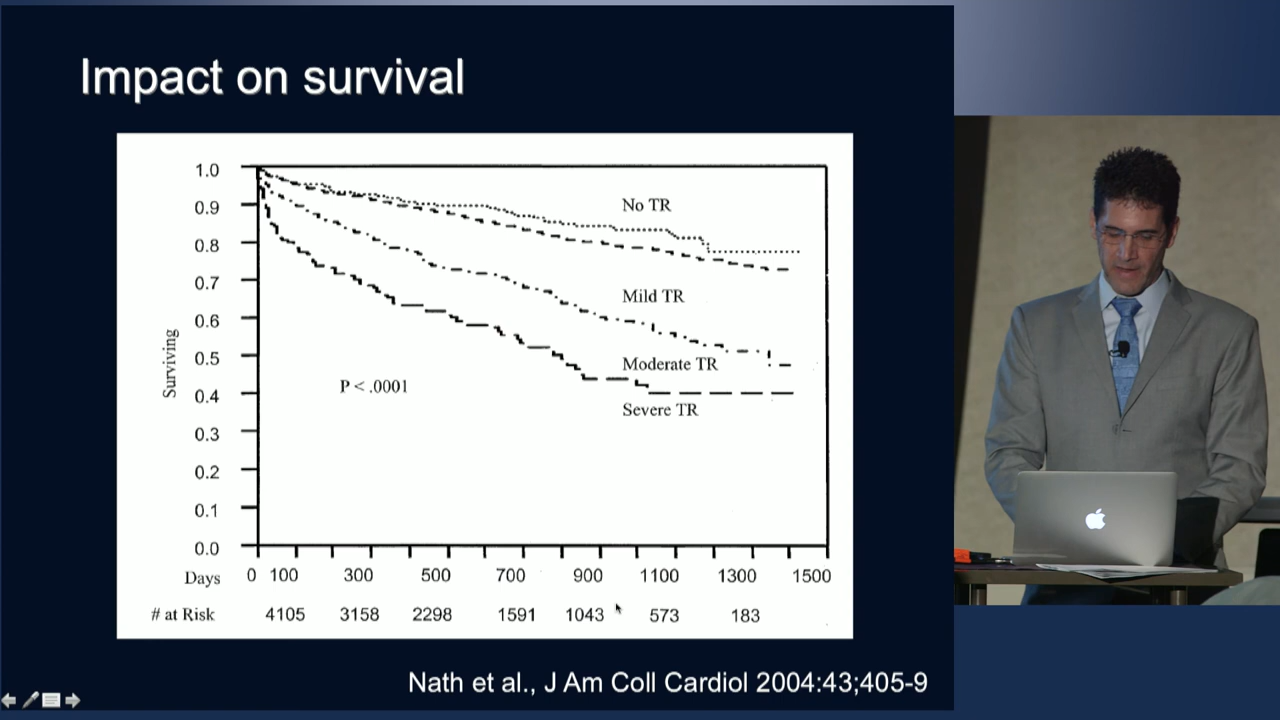 Impact on survival
1.0
0.9
0.8
0.7
0.6
0.5
0.4
0.3
0.2
0.1
0.0
Surviving
No TR
Mild TR
Moderate TR
Severe TR
P < .0001
Days 0 100 300 500 700 900 1100 1300 1500
# at Risk 4105 3158 2298 1591 1043 573 183
Nath et al., J Am Coll Cardiol 2004:43;405-9